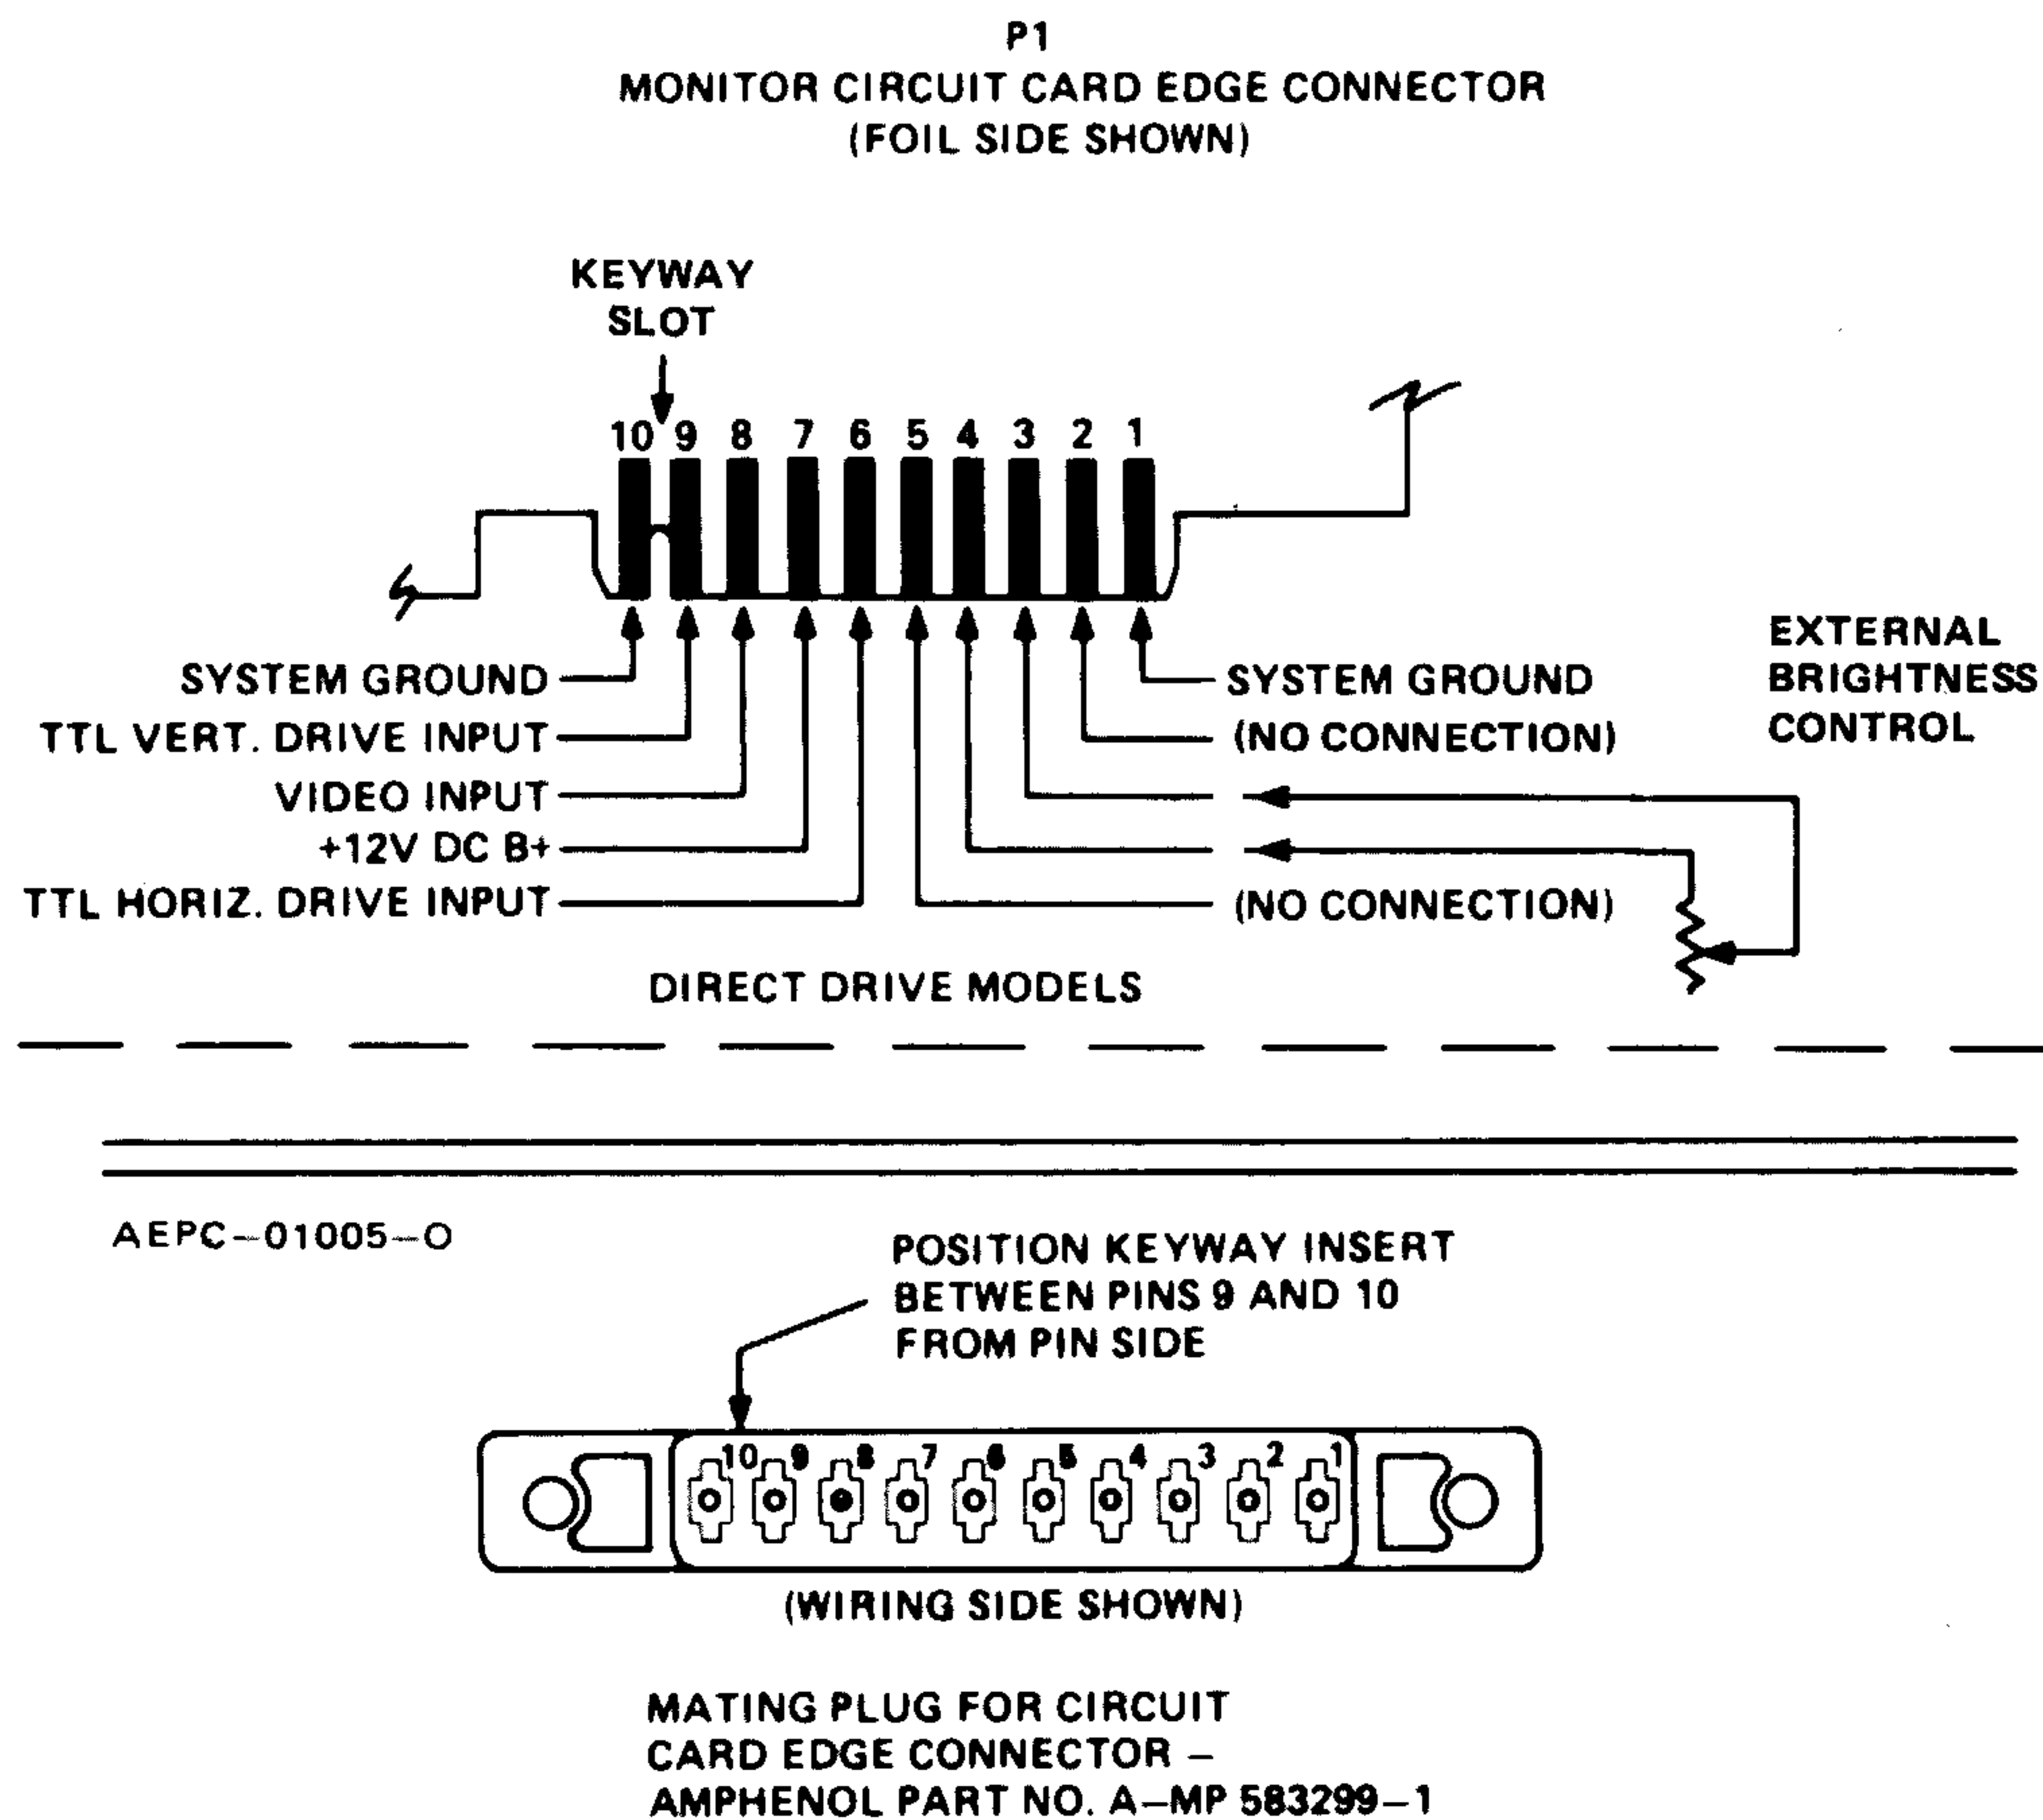 P1
MONITOR CIRCUIT CARD EDGE CONNECTOR
(FOIL SIDE SHOWN)
KEYWAY
SLOT
10 9 8 7 6 5 4 3 2 1
SYSTEM GROUND
TTL VERT. DRIVE INPUT
VIDEO INPUT
+12V DC B+
TTL HORIZ. DRIVE INPUT
SYSTEM GROUND
(NO CONNECTION)
(NO CONNECTION)
EXTERNAL
BRIGHTNESS
CONTROL
DIRECT DRIVE MODELS
AEPC-01005-O
POSITION KEYWAY INSERT
BETWEEN PINS 9 AND 10
FROM PIN SIDE
10 9 8 7 6 5 4 3 2 1
(WIRING SIDE SHOWN)
MATING PLUG FOR CIRCUIT
CARD EDGE CONNECTOR –
AMPHENOL PART NO. A–MP 583299–1